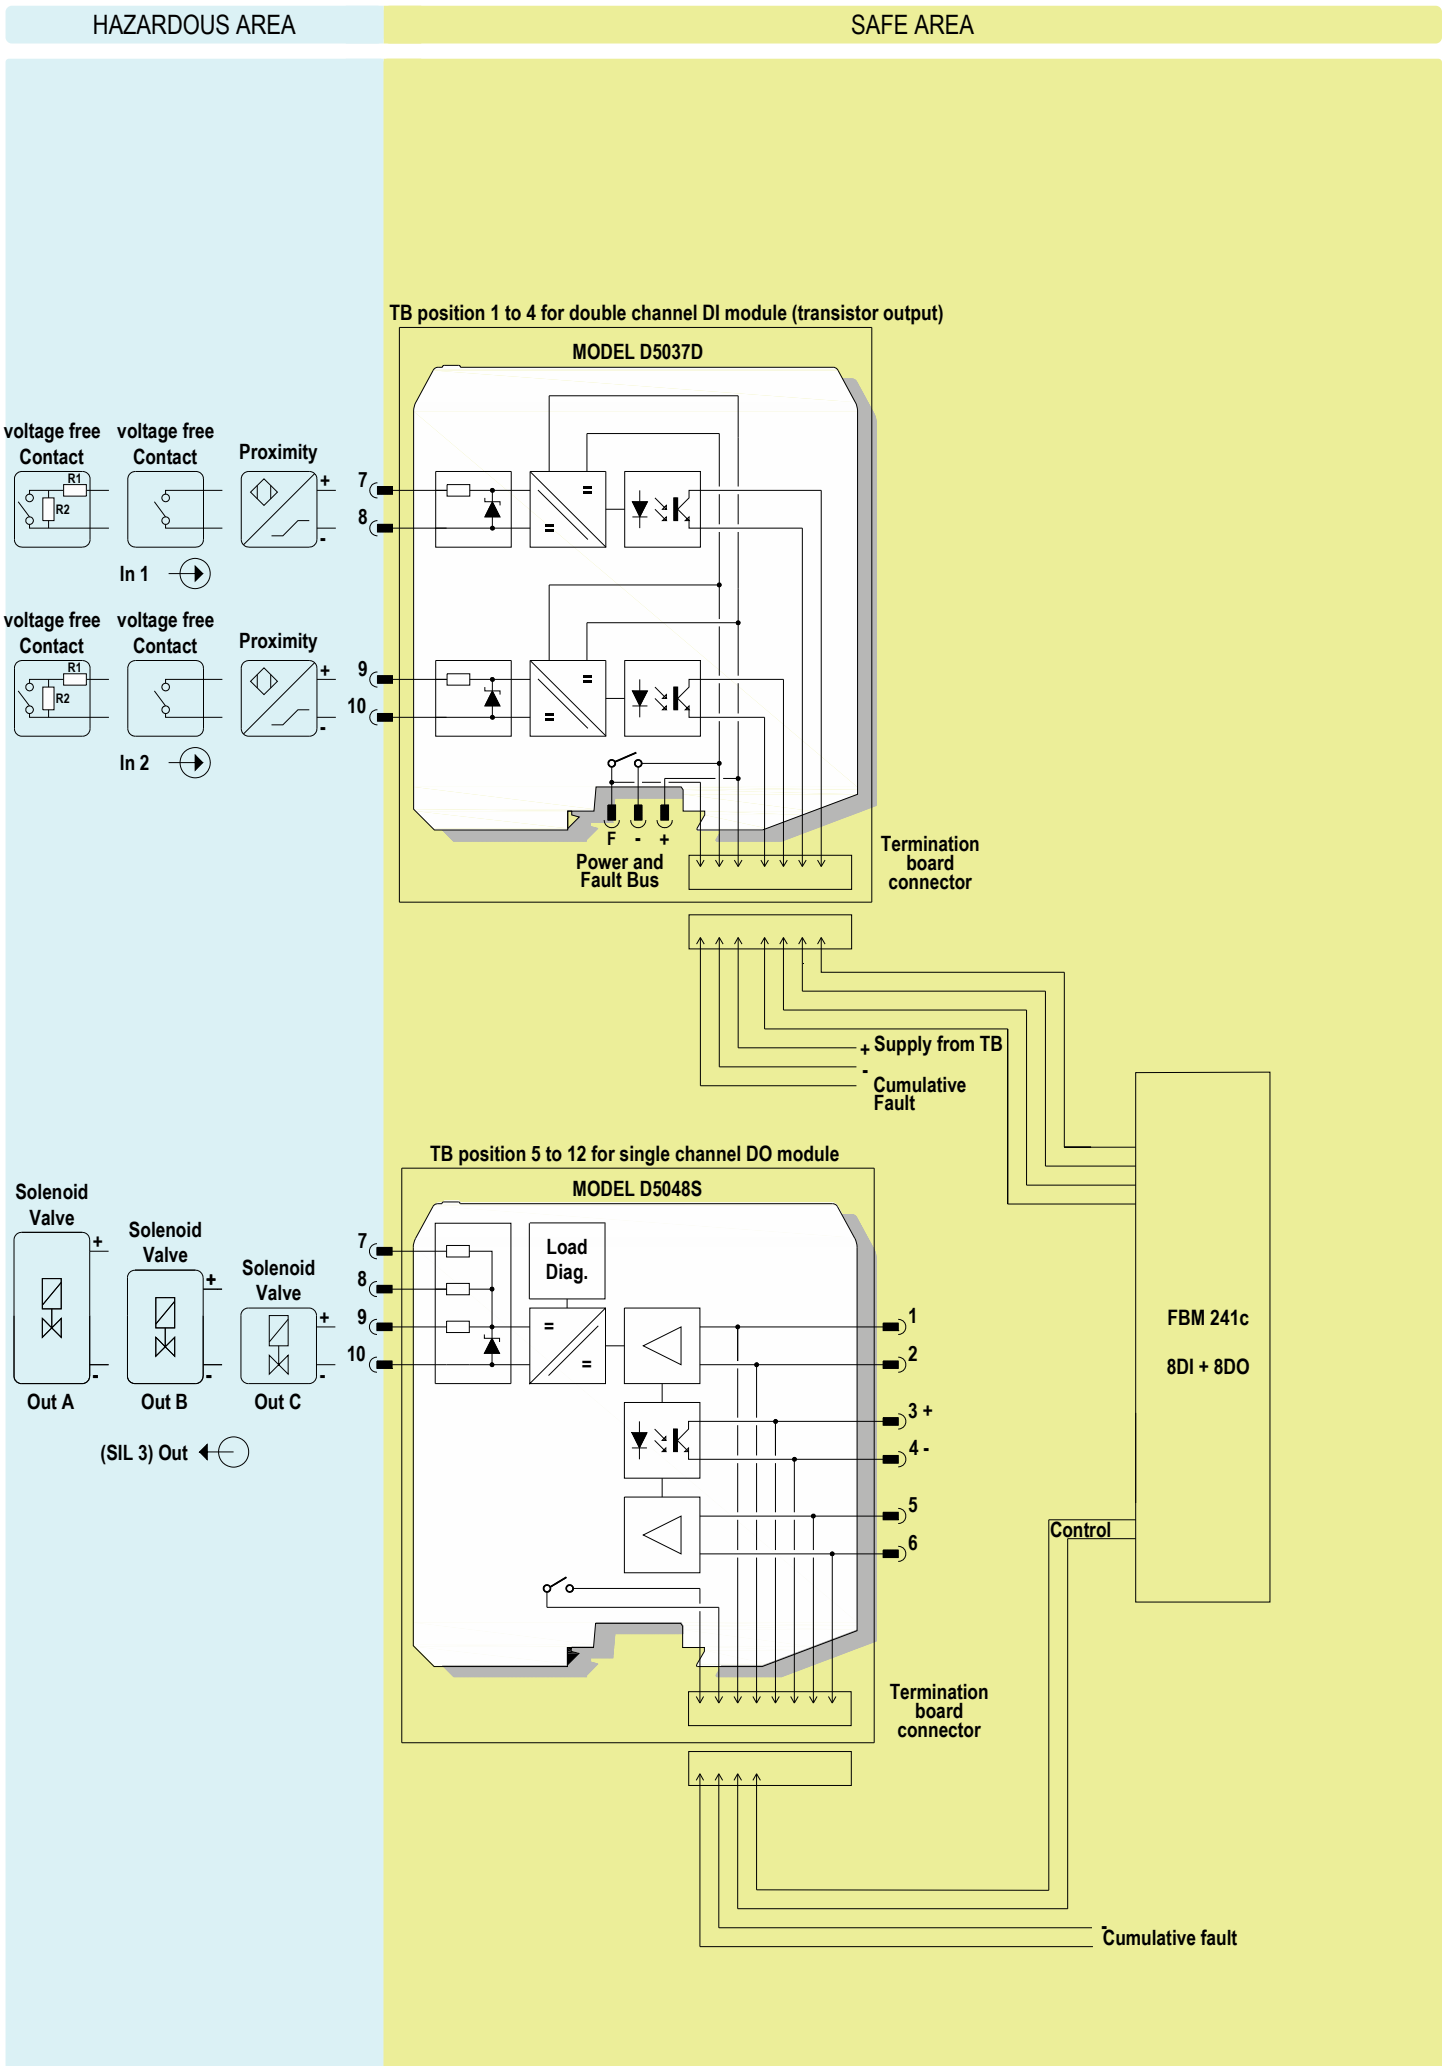 HAZARDOUS AREA
SAFE AREA
TB position 1 to 4 for double channel DI module (transistor output)
MODEL D5037D
voltage free
Contact
voltage free
Contact
Proximity
R1
R2
+
-
7
8
In 1
voltage free
Contact
voltage free
Contact
Proximity
R1
R2
+
-
9
10
In 2
=
=
=
=
F - +
Power and
Fault Bus
Termination
board
connector
+ Supply from TB
-
Cumulative
Fault
TB position 5 to 12 for single channel DO module
MODEL D5048S
Solenoid
Valve
+
-
Out A
Solenoid
Valve
+
-
Out B
Solenoid
Valve
+
-
Out C
(SIL 3) Out
7
8
9
10
Load
Diag.
=
=
1
2
3 +
4 -
5
6
FBM 241c
8DI + 8DO
Control
Termination
board
connector
-
Cumulative fault